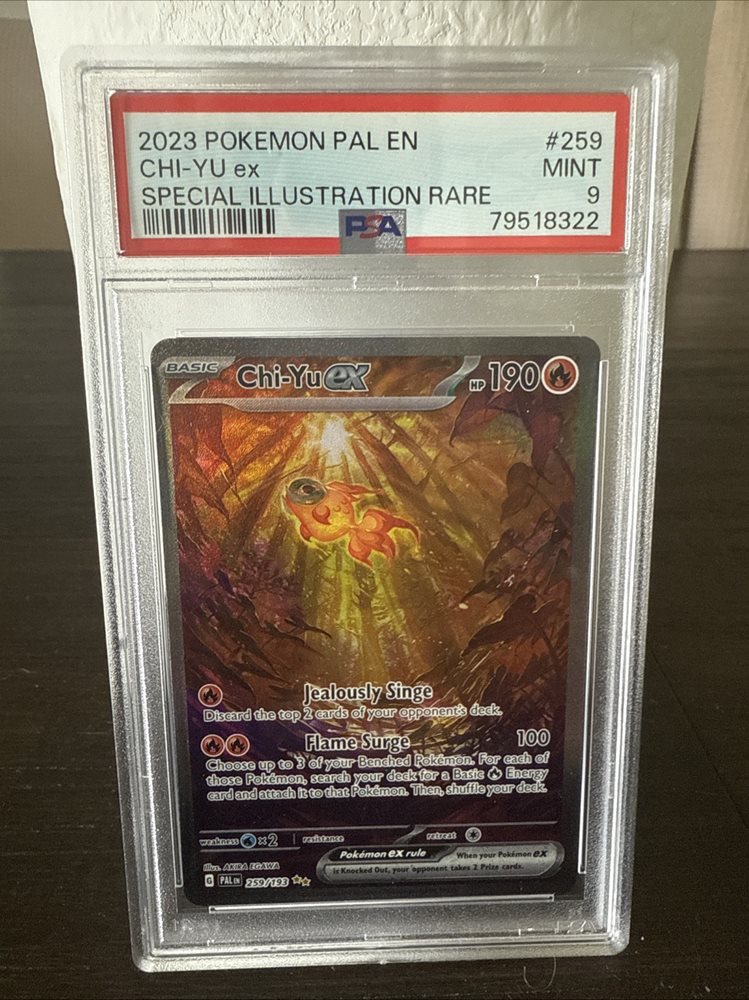 2023 POKEMON PAL EN #259
CHI-YU ex MINT
SPECIAL ILLUSTRATION RARE 9
PSA 79518322
BASIC Chi-Yu ex HP 190
Jealously Singe
Discard the top 2 cards of your opponent's deck.
Flame Surge 100
Choose up to 3 of your Benched Pokémon. For each of
those Pokémon, search your deck for a Basic Energy
card and attach it to that Pokémon. Then, shuffle your deck.
weakness ×2 resistance retreat
Pokémon ex rule When your Pokémon ex
is Knocked Out, your opponent takes 2 Prize cards.
Illus. AKIRA EGAWA
G PAL EN 259/193